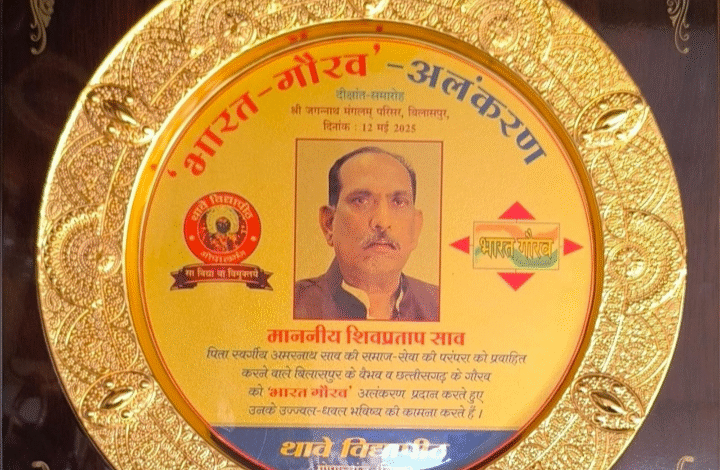 'भारत-गौरव'-अलंकरण
दीक्षांत-समारोह
श्री जगन्नाथ मंगलम् परिसर, बिलासपुर,
दिनांक : 12 मई 2025
थावे विद्यापीठ
गोपालगंज
सा विद्या या विमुक्तये
भारत गौरव
माननीय शिवप्रताप साव
पिता स्वर्गीय अमरनाथ साव की समाज-सेवा की परंपरा को प्रवाहित
करने वाले बिलासपुर के वैभव व छत्तीसगढ़ के गौरव
को 'भारत गौरव' अलंकरण प्रदान करते हुए
उनके उज्ज्वल-धवल भविष्य की कामना करते हैं।
थावे विद्यापीठ